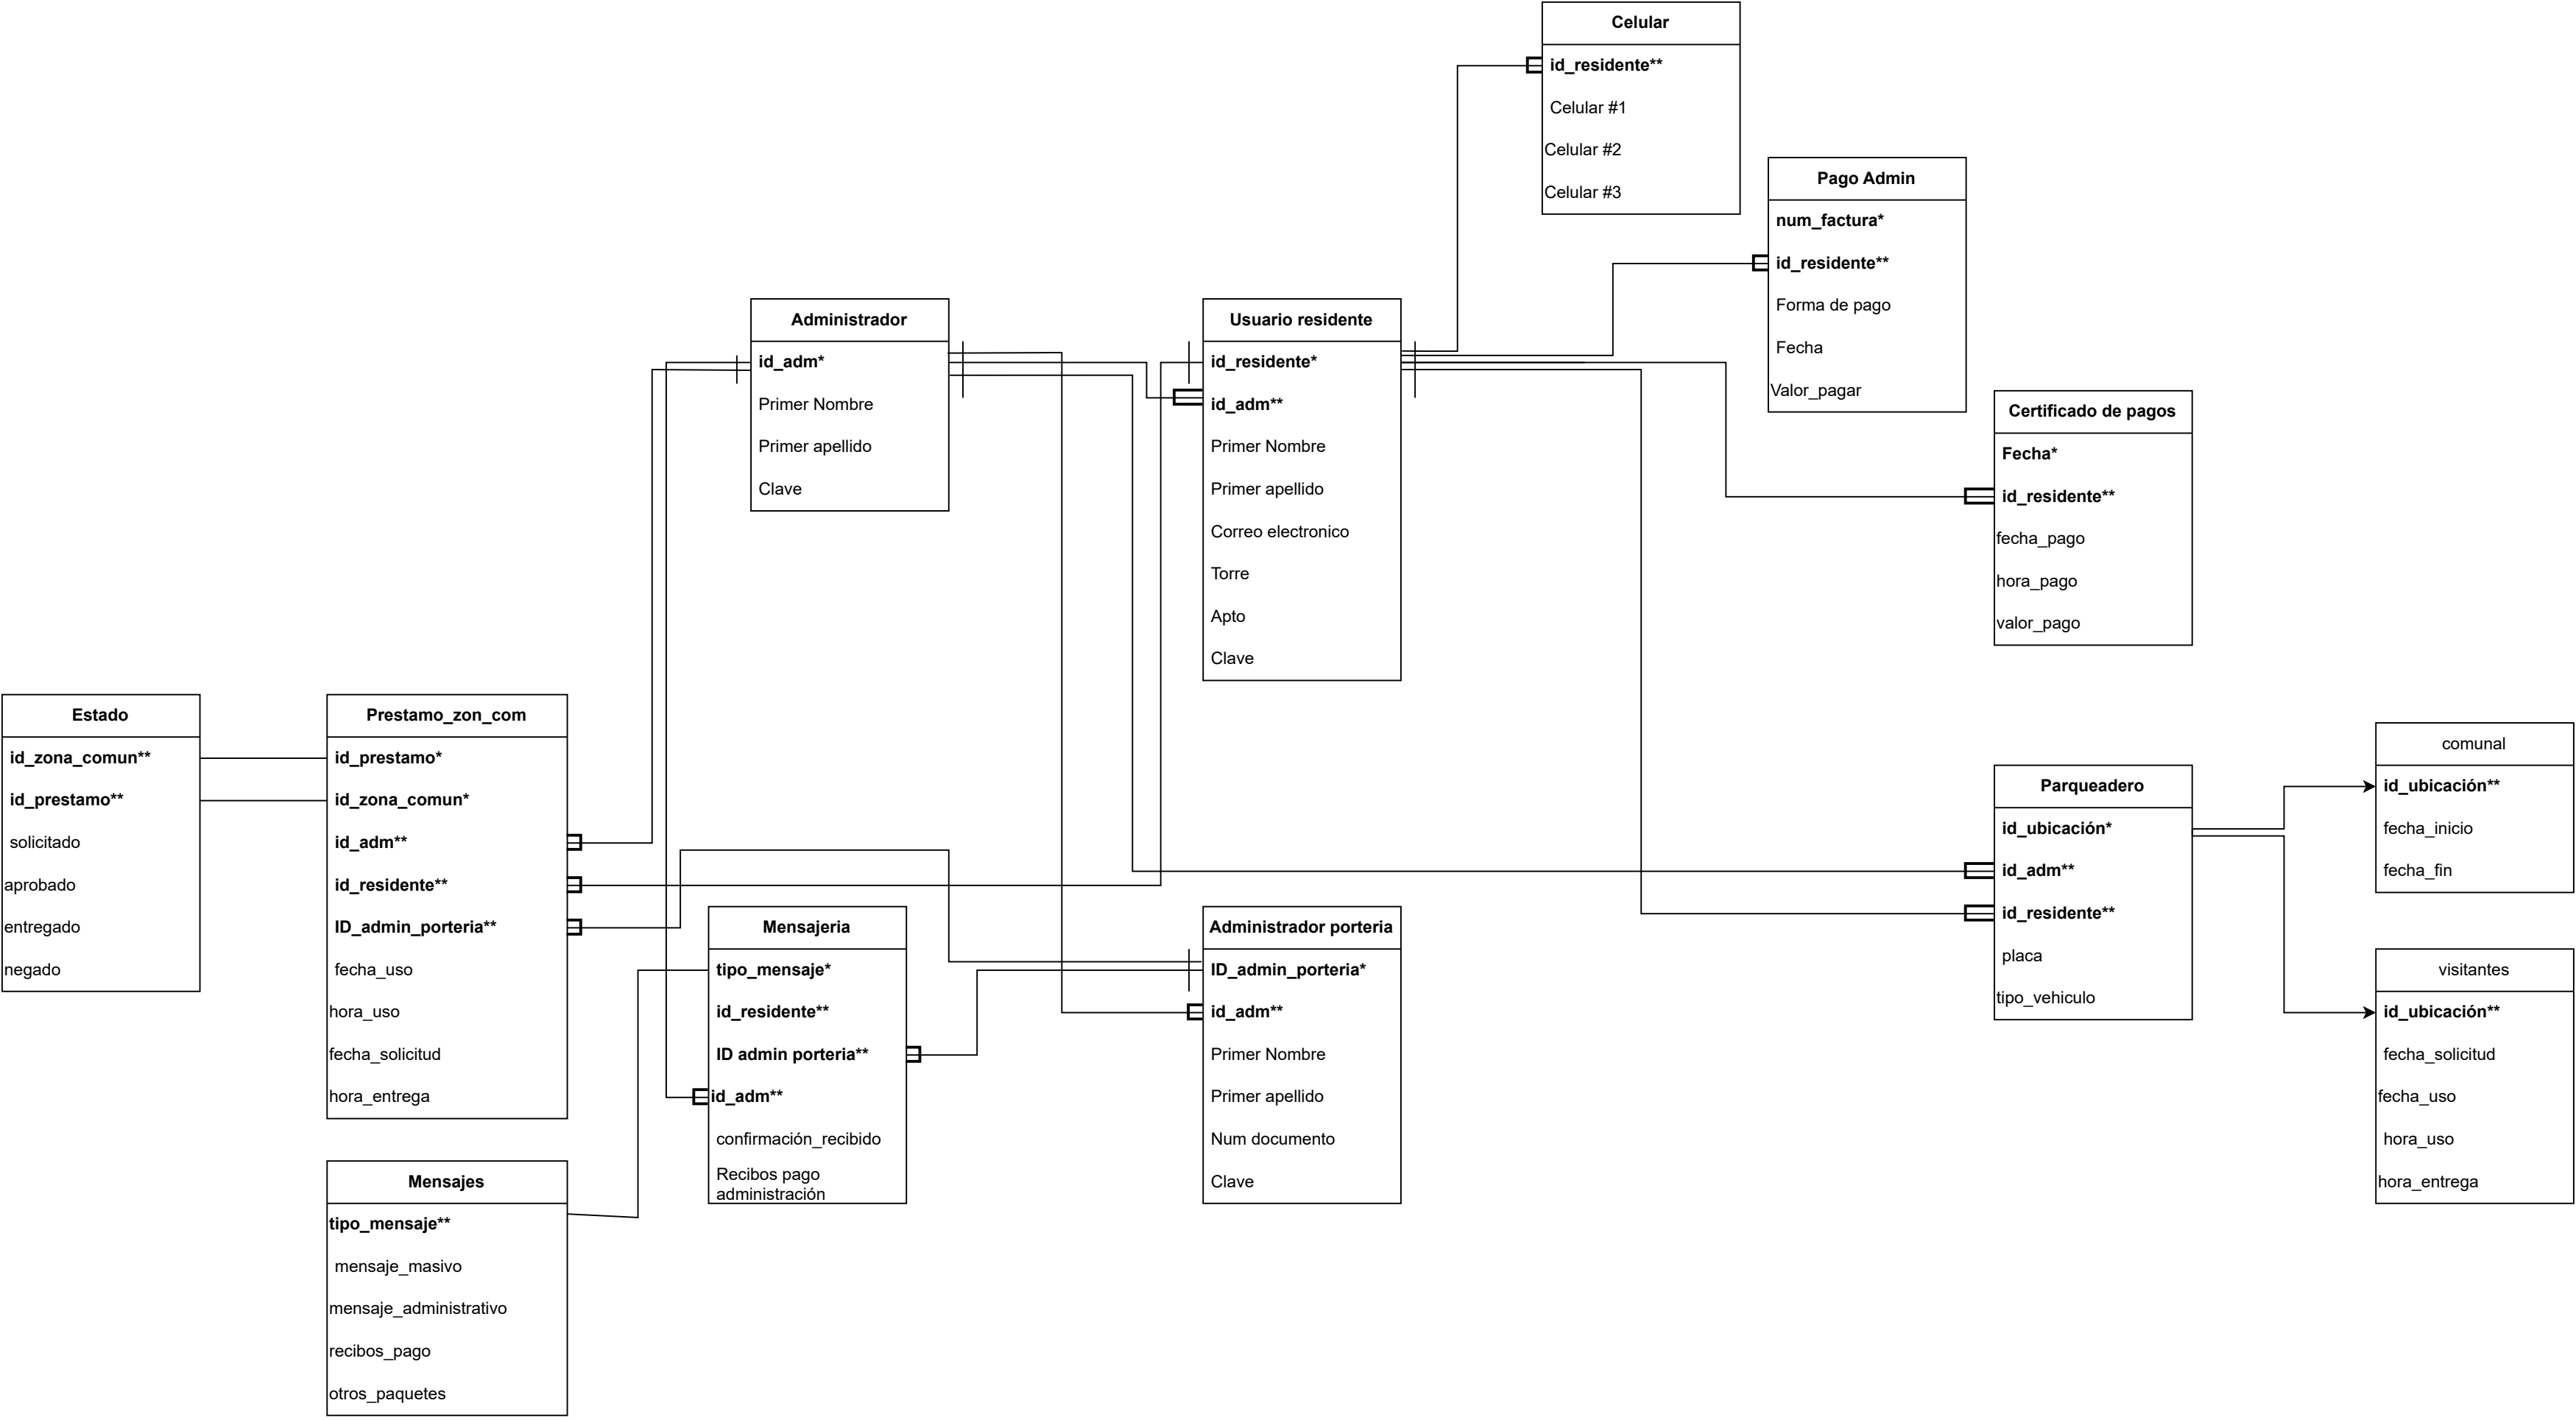 Celular
id_residente**
Celular #1
Celular #2
Celular #3
Pago Admin
num_factura*
id_residente**
Forma de pago
Fecha
Valor_pagar
Administrador
id_adm*
Primer Nombre
Primer apellido
Clave
Usuario residente
id_residente*
id_adm**
Primer Nombre
Primer apellido
Correo electronico
Torre
Apto
Clave
Certificado de pagos
Fecha*
id_residente**
fecha_pago
hora_pago
valor_pago
Estado
id_zona_comun**
id_prestamo**
solicitado
aprobado
entregado
negado
Prestamo_zon_com
id_prestamo*
id_zona_comun*
id_adm**
id_residente**
ID_admin_porteria**
fecha_uso
hora_uso
fecha_solicitud
hora_entrega
Mensajeria
tipo_mensaje*
id_residente**
ID admin porteria**
id_adm**
confirmación_recibido
Recibos pago
administración
Administrador porteria
ID_admin_porteria*
id_adm**
Primer Nombre
Primer apellido
Num documento
Clave
Parqueadero
id_ubicación*
id_adm**
id_residente**
placa
tipo_vehiculo
comunal
id_ubicación**
fecha_inicio
fecha_fin
visitantes
id_ubicación**
fecha_solicitud
fecha_uso
hora_uso
hora_entrega
Mensajes
tipo_mensaje**
mensaje_masivo
mensaje_administrativo
recibos_pago
otros_paquetes